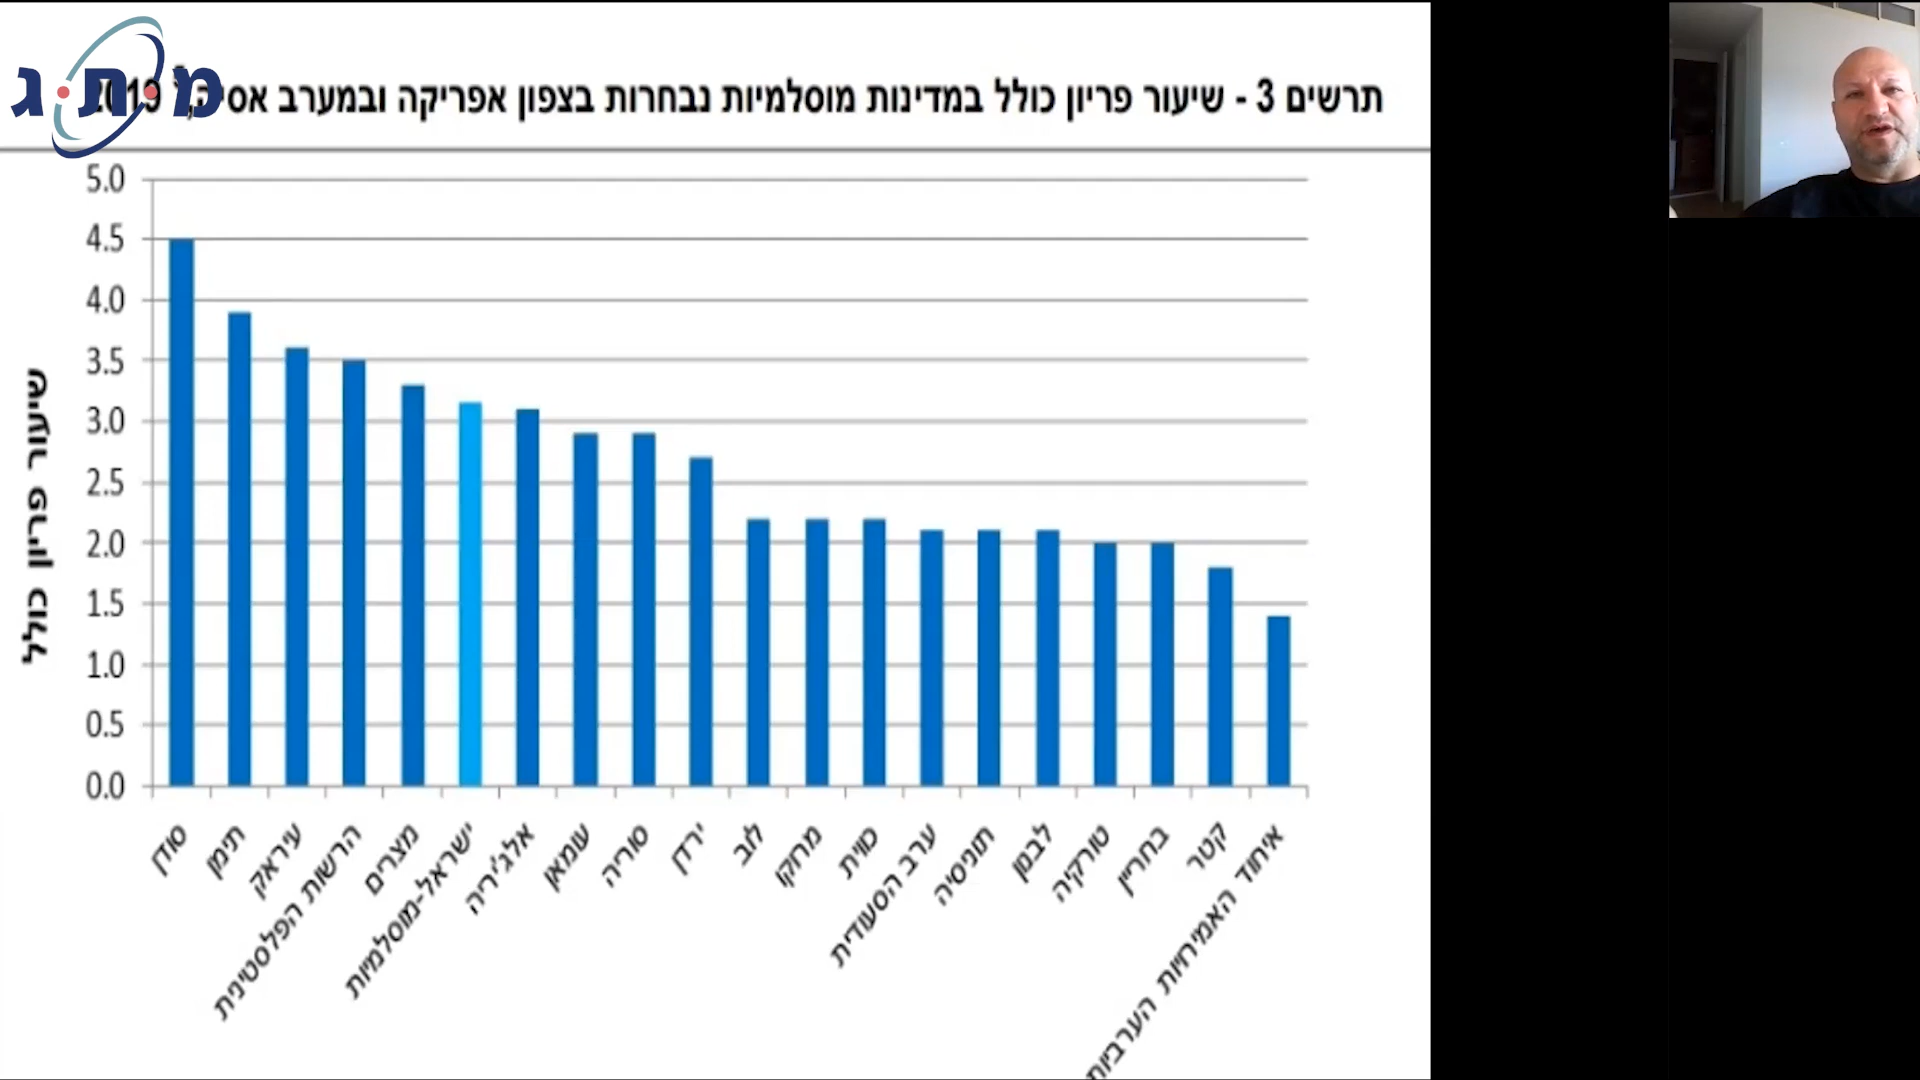 מ.ת.ג
תרשים 3 - שיעור פריון כולל במדינות מוסלמיות נבחרות בצפון אפריקה ובמערב אסיה, 2019
שיעור פריון כולל
5.0
4.5
4.0
3.5
3.0
2.5
2.0
1.5
1.0
0.5
0.0
סודן
תימן
עיראק
הרשות הפלסטינית
מצרים
ישראל-מוסלמיות
אלג'יריה
עומאן
סוריה
ירדן
לוב
מרוקו
כווית
ערב הסעודית
תוניסיה
לבנון
טורקיה
בחריין
קטר
איחוד האמירויות הערביות